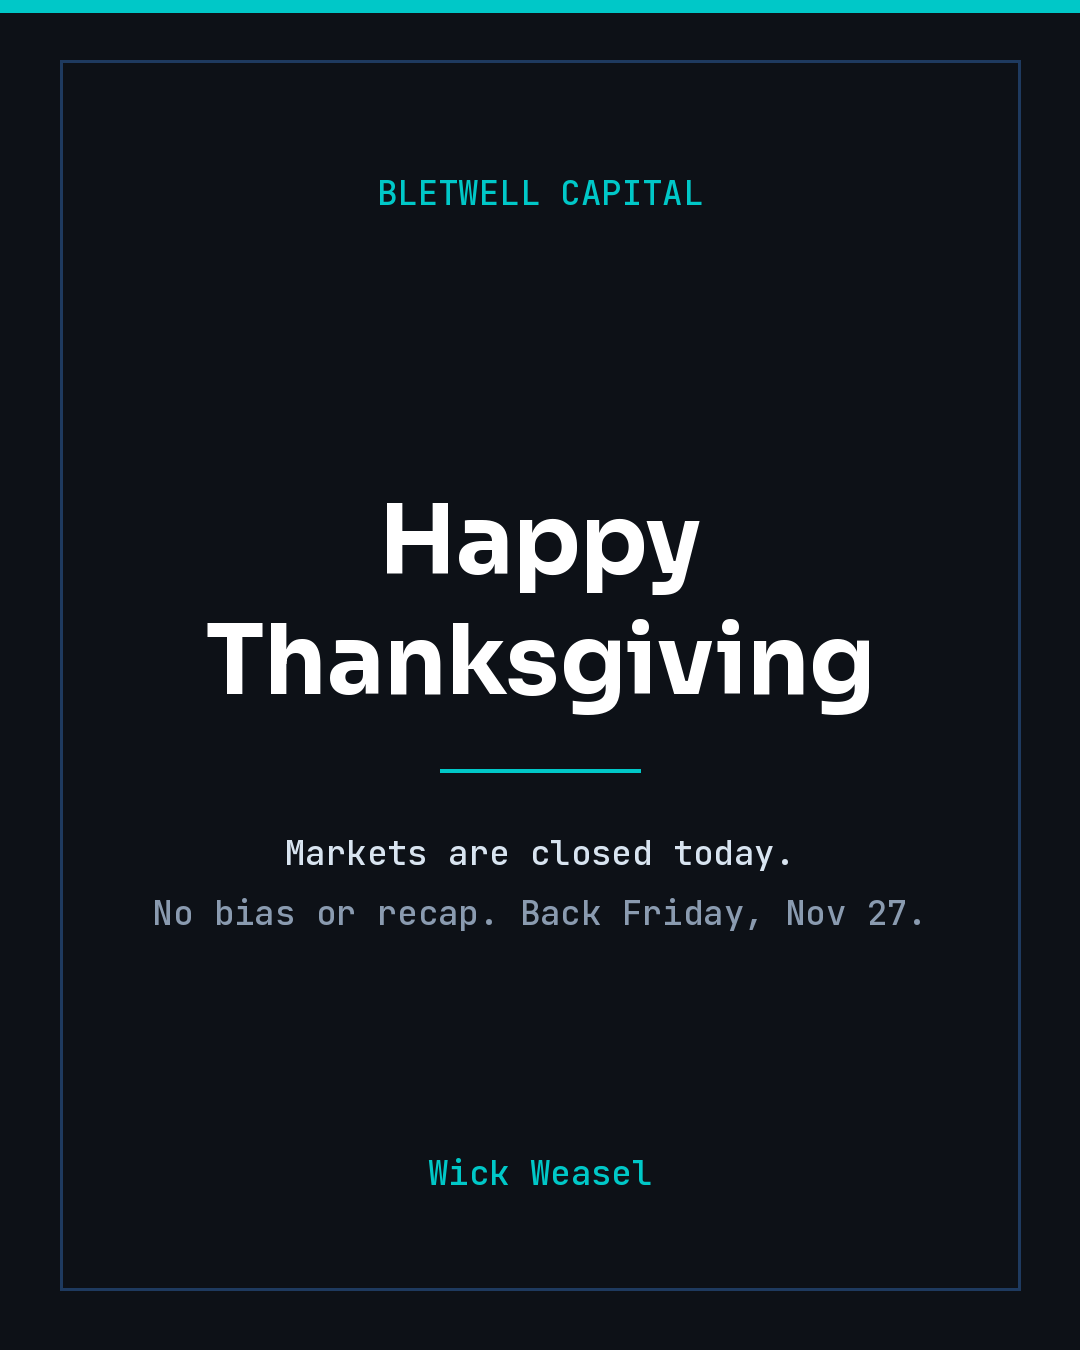 BLETWELL CAPITAL
Happy
Thanksgiving
Markets are closed today.
No bias or recap. Back Friday, Nov 27.
Wick Weasel